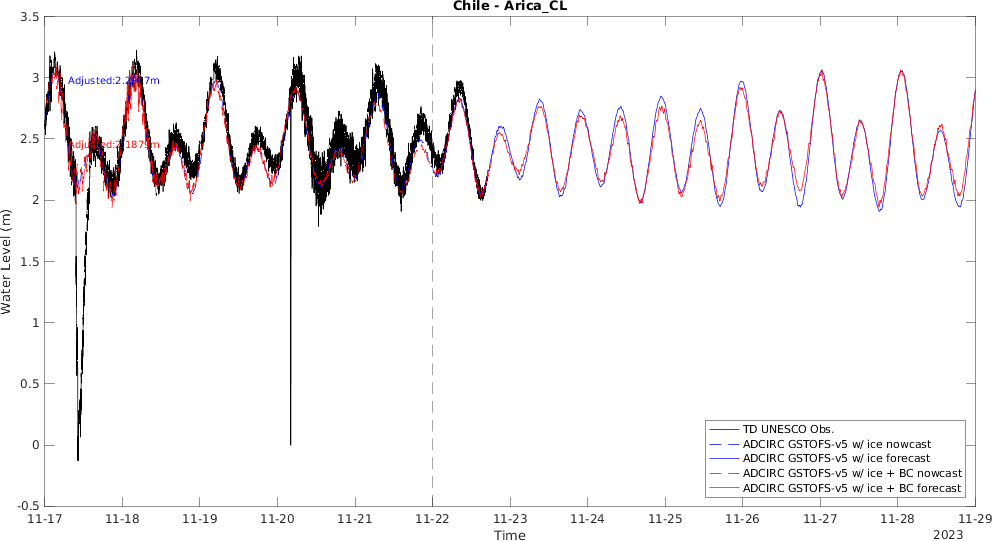 Chile - Arica_CL
3.5
3
2.5
2
1.5
1
0.5
0
-0.5
Water Level (m)
11-17
11-18
11-19
11-20
11-21
11-22
11-23
11-24
11-25
11-26
11-27
11-28
11-29
Time
2023
TD UNESCO Obs.
ADCIRC GSTOFS-v5 w/ ice nowcast
ADCIRC GSTOFS-v5 w/ ice forecast
ADCIRC GSTOFS-v5 w/ ice + BC nowcast
ADCIRC GSTOFS-v5 w/ ice + BC forecast